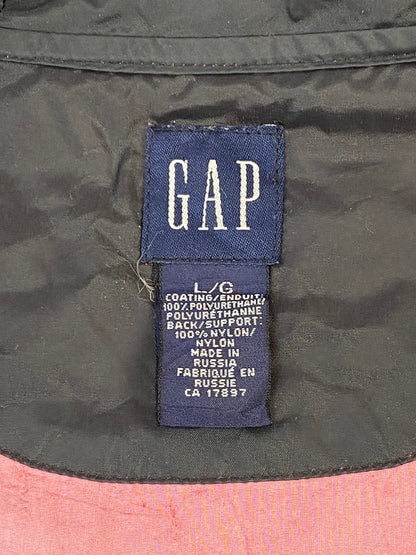 GAP
L/G
COATING/ENDUIT:
100% POLYURETHANE/
POLYURÉTHANNE
BACK/SUPPORT:
100% NYLON/
NYLON
MADE IN
RUSSIA
FABRIQUÉ EN
RUSSIE
CA 17897